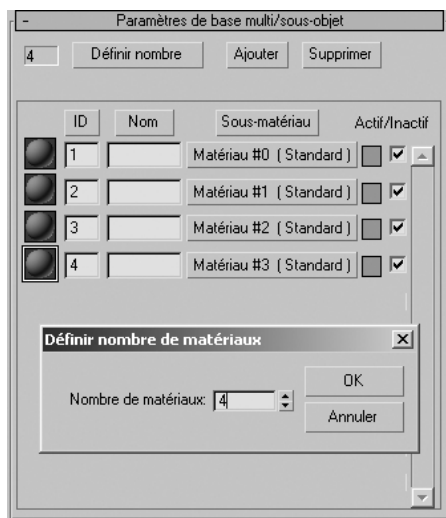 - Paramètres de base multi/sous-objet
4 Définir nombre Ajouter Supprimer
ID Nom Sous-matériau Actif/Inactif
1 Matériau #0 ( Standard )
2 Matériau #1 ( Standard )
3 Matériau #2 ( Standard )
4 Matériau #3 ( Standard )
Définir nombre de matériaux
Nombre de matériaux: 4
OK
Annuler